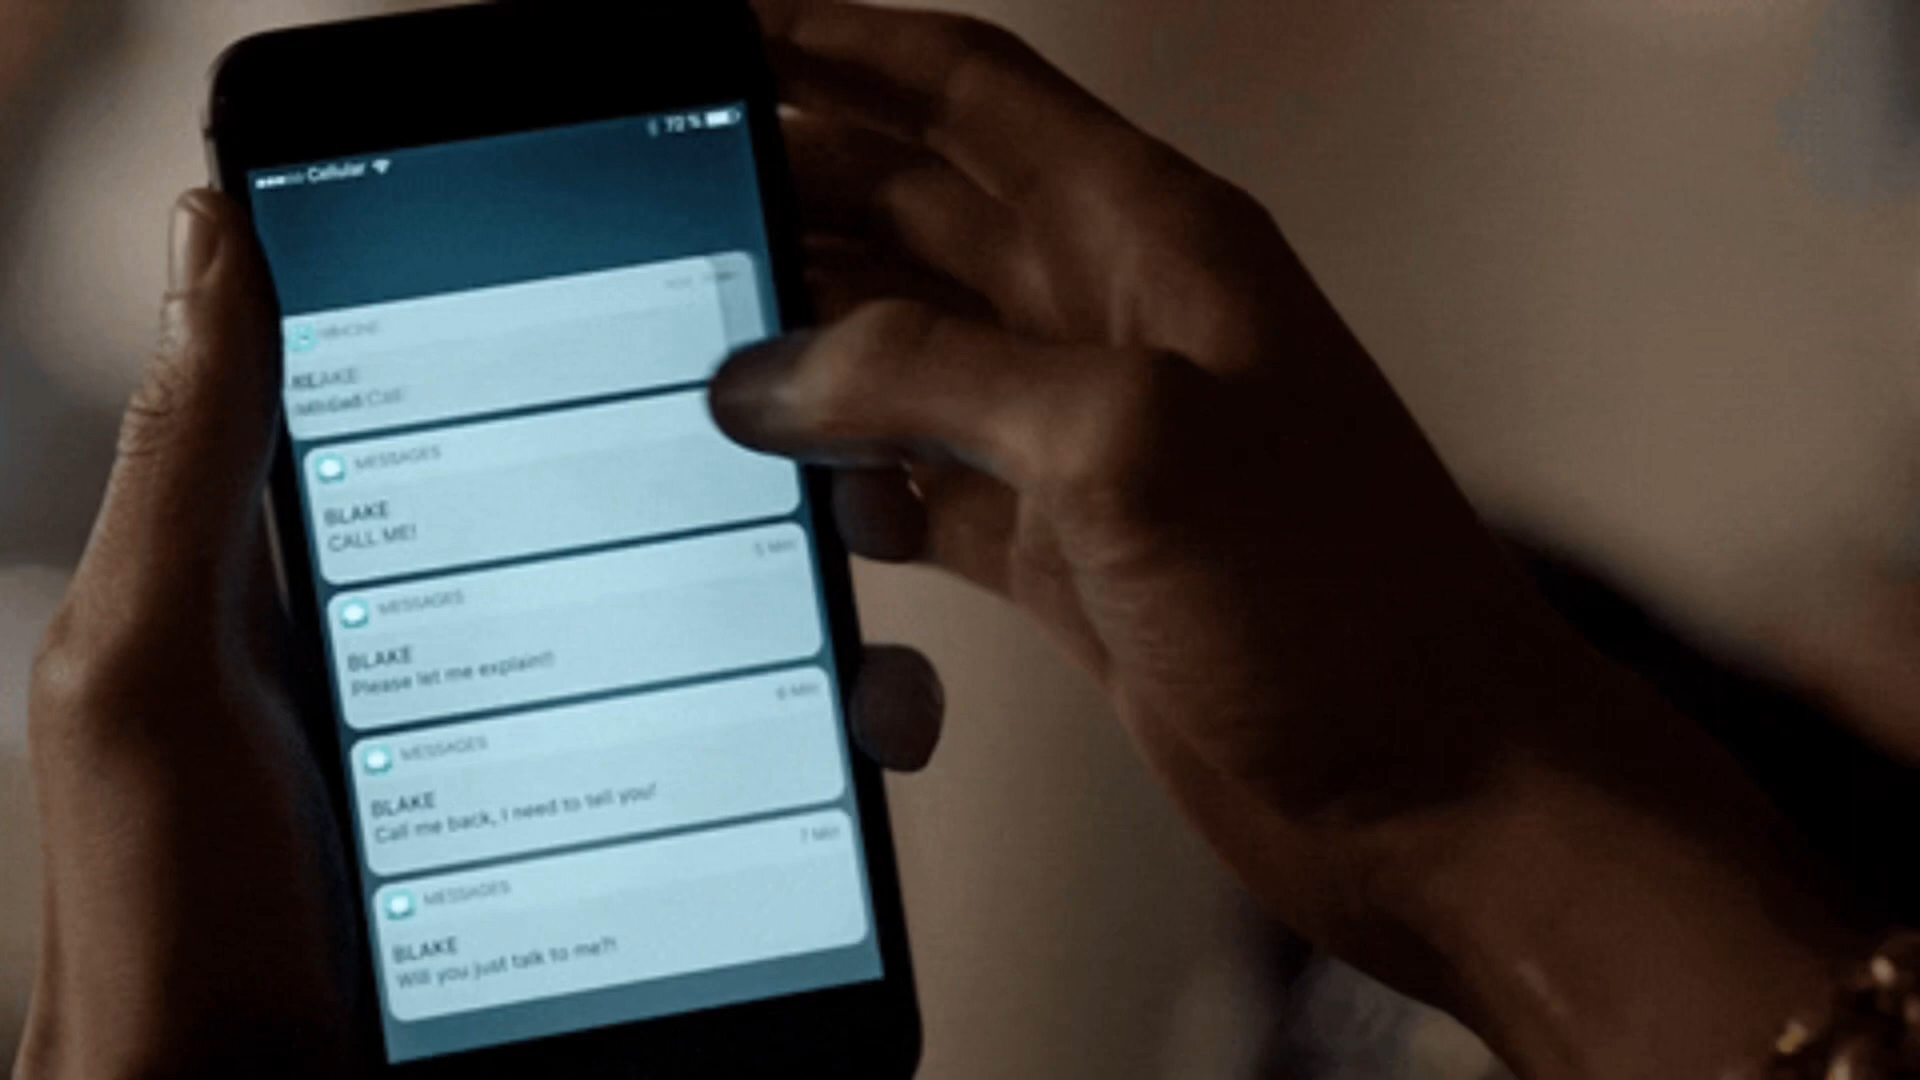 Cellular 72 %
MESSAGES
BLAKE
CALL ME!
5 Min
MESSAGES
BLAKE
Please let me explain!!
6 Min
MESSAGES
BLAKE
Call me back, I need to tell you!
7 Min
MESSAGES
BLAKE
Will you just talk to me?!